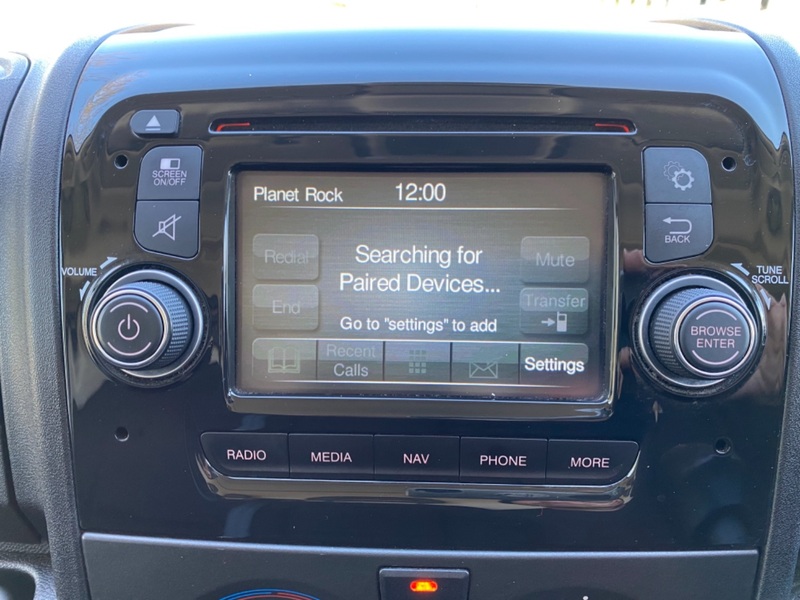 SCREEN
ON/OFF
BACK
VOLUME
TUNE
SCROLL
BROWSE
ENTER
Planet Rock 12:00
Redial
Searching for
Paired Devices...
Mute
End
Transfer
Go to "settings" to add
Recent
Calls
Settings
RADIO MEDIA NAV PHONE MORE